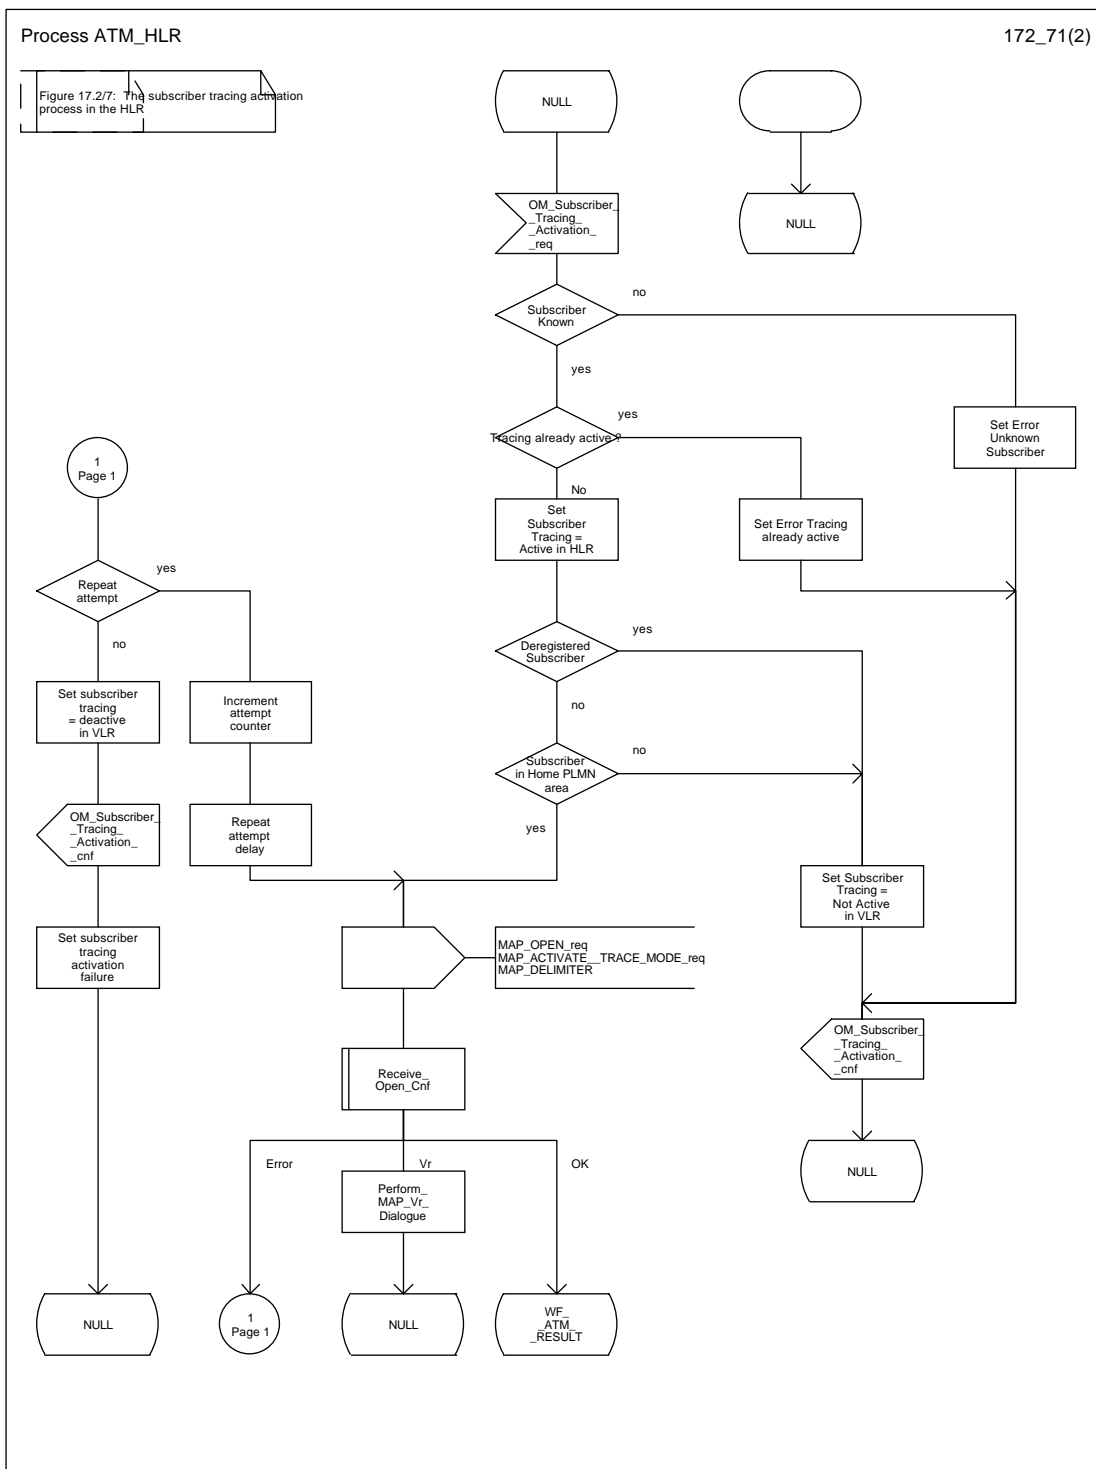 Process ATM_HLR
172_71(2)
Figure 17.2/7: The subscriber tracing activation
process in the HLR
NULL
OM_Subscriber_
_Tracing_
_Activation_
_req
NULL
Subscriber
Known
no
yes
Tracing already active ?
yes
Set Error
Unknown
Subscriber
1
Page 1
No
Set
Subscriber
Tracing =
Active in HLR
Set Error Tracing
already active
Repeat
attempt
yes
no
Deregistered
Subscriber
yes
no
Set subscriber
tracing
= deactive
in VLR
Increment
attempt
counter
Subscriber
in Home PLMN
area
no
yes
OM_Subscriber_
_Tracing_
_Activation_
_cnf
Repeat
attempt
delay
Set Subscriber
Tracing =
Not Active
in VLR
Set subscriber
tracing
activation
failure
MAP_OPEN_req
MAP_ACTIVATE__TRACE_MODE_req
MAP_DELIMITER
OM_Subscriber_
_Tracing_
_Activation_
_cnf
Receive_
Open_Cnf
Error
Vr
OK
NULL
Perform_
MAP_Vr_
Dialogue
NULL
1
Page 1
NULL
WF_
_ATM_
_RESULT